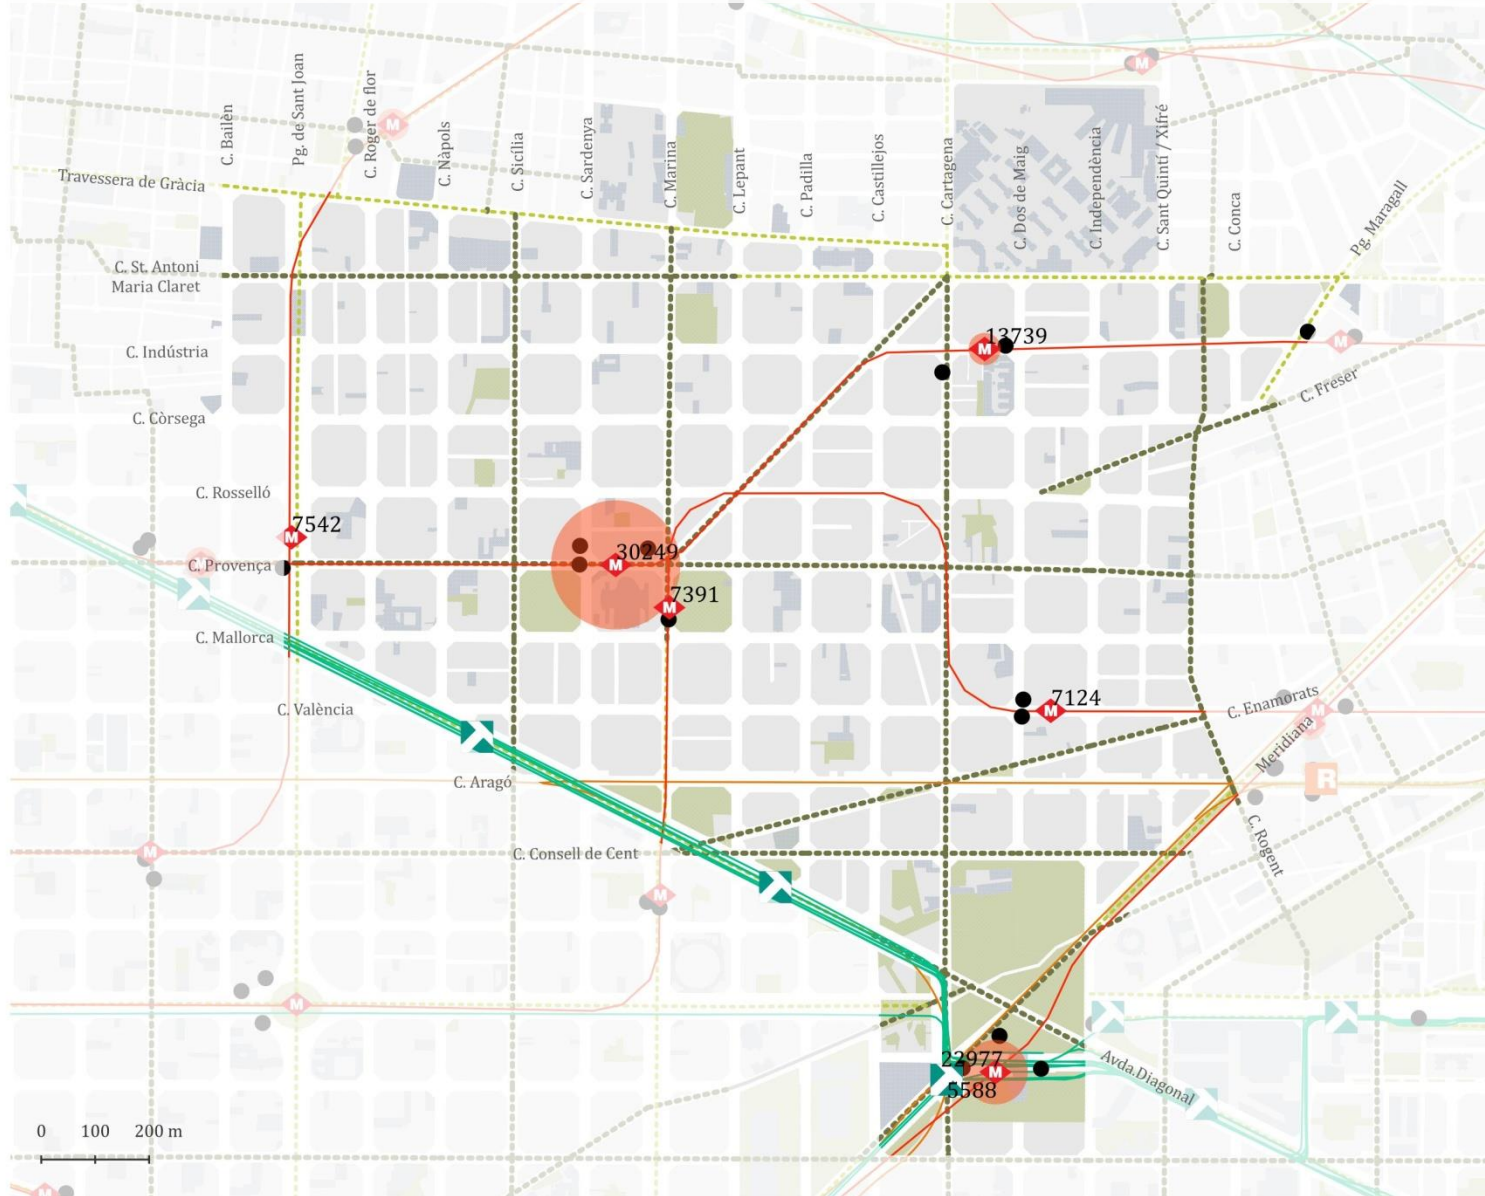 C. Bailèn
Pg. de Sant Joan
C. Roger de flor
C. Nàpols
C. Sicília
C. Sardenya
C. Marina
C. Lepant
C. Padilla
C. Castillejos
C. Cartagena
C. Dos de Maig
C. Independència
C. Sant Quintí / Xifré
C. Conca
Pg. Maragall
Travessera de Gràcia
C. St. Antoni
Maria Claret
C. Indústria
C. Còrsega
C. Rosselló
C. Provença
C. Mallorca
C. València
C. Aragó
C. Consell de Cent
C. Freser
C. Enamorats
Meridiana
C. Rogent
Avda.Diagonal
M
M
M 13739
M
M 7542
M
M 30249
M 7391
M 7124
M
R
M
M
M
22977
M
5588
M
0 100 200 m